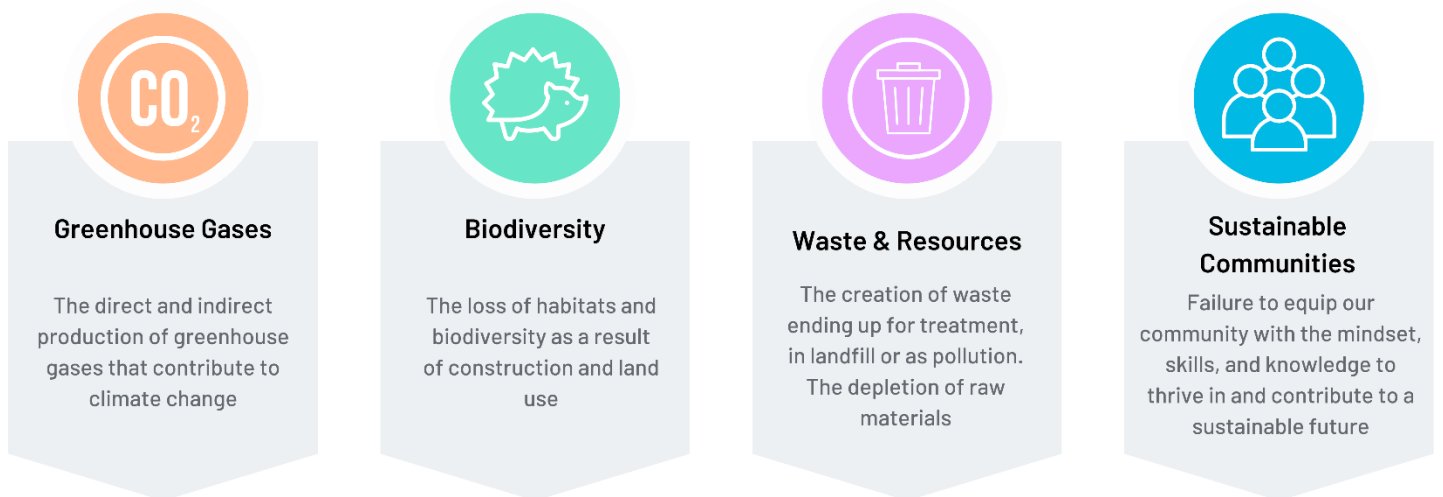 CO2
Greenhouse Gases
The direct and indirect
production of greenhouse
gases that contribute to
climate change
Biodiversity
The loss of habitats and
biodiversity as a result
of construction and land
use
Waste & Resources
The creation of waste
ending up for treatment,
in landfill or as pollution.
The depletion of raw
materials
Sustainable
Communities
Failure to equip our
community with the mindset,
skills, and knowledge to
thrive in and contribute to a
sustainable future